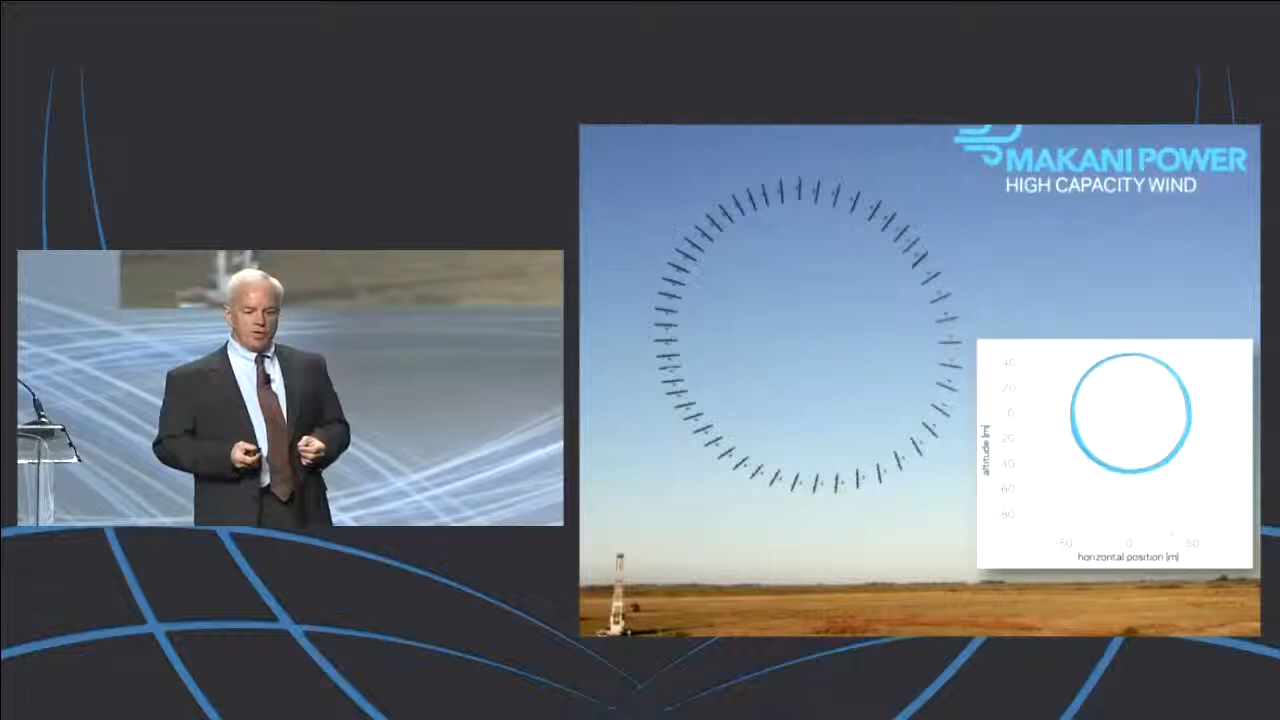 MAKANI POWER
HIGH CAPACITY WIND
40
20
0
20
40
60
80
altitude [m]
-50
0
50
horizontal position [m]